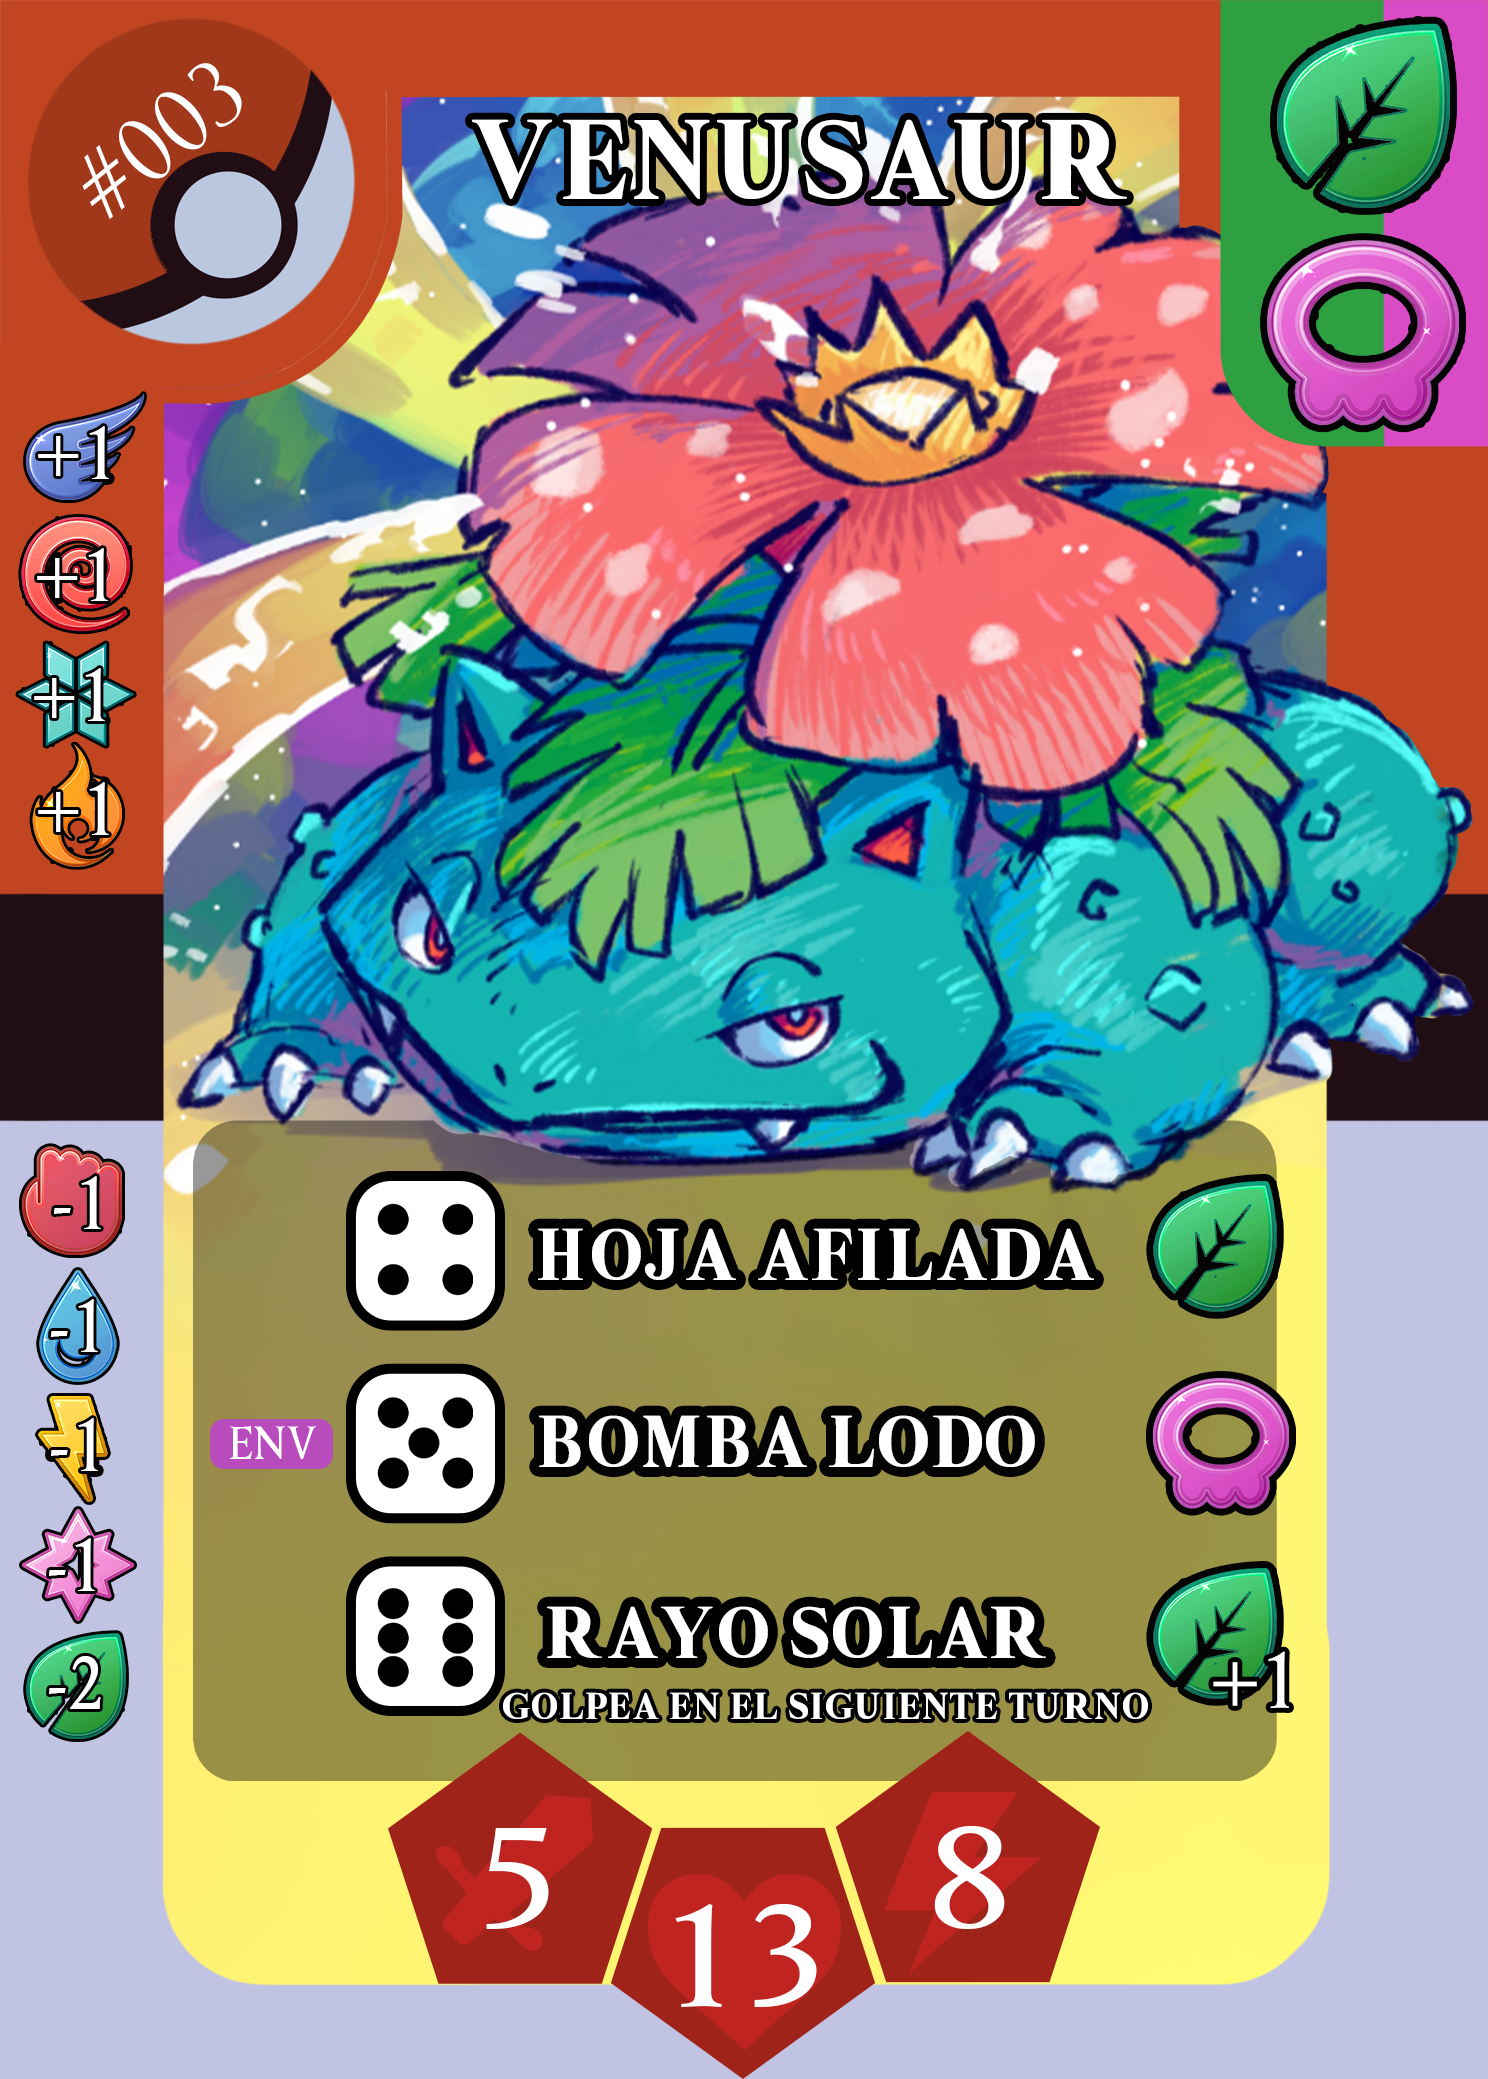 #003
VENUSAUR
+1
+1
+1
+1
-1
-1
-1
-1
-2
HOJA AFILADA
ENV
BOMBA LODO
RAYO SOLAR
GOLPEA EN EL SIGUIENTE TURNO
+1
5
13
8